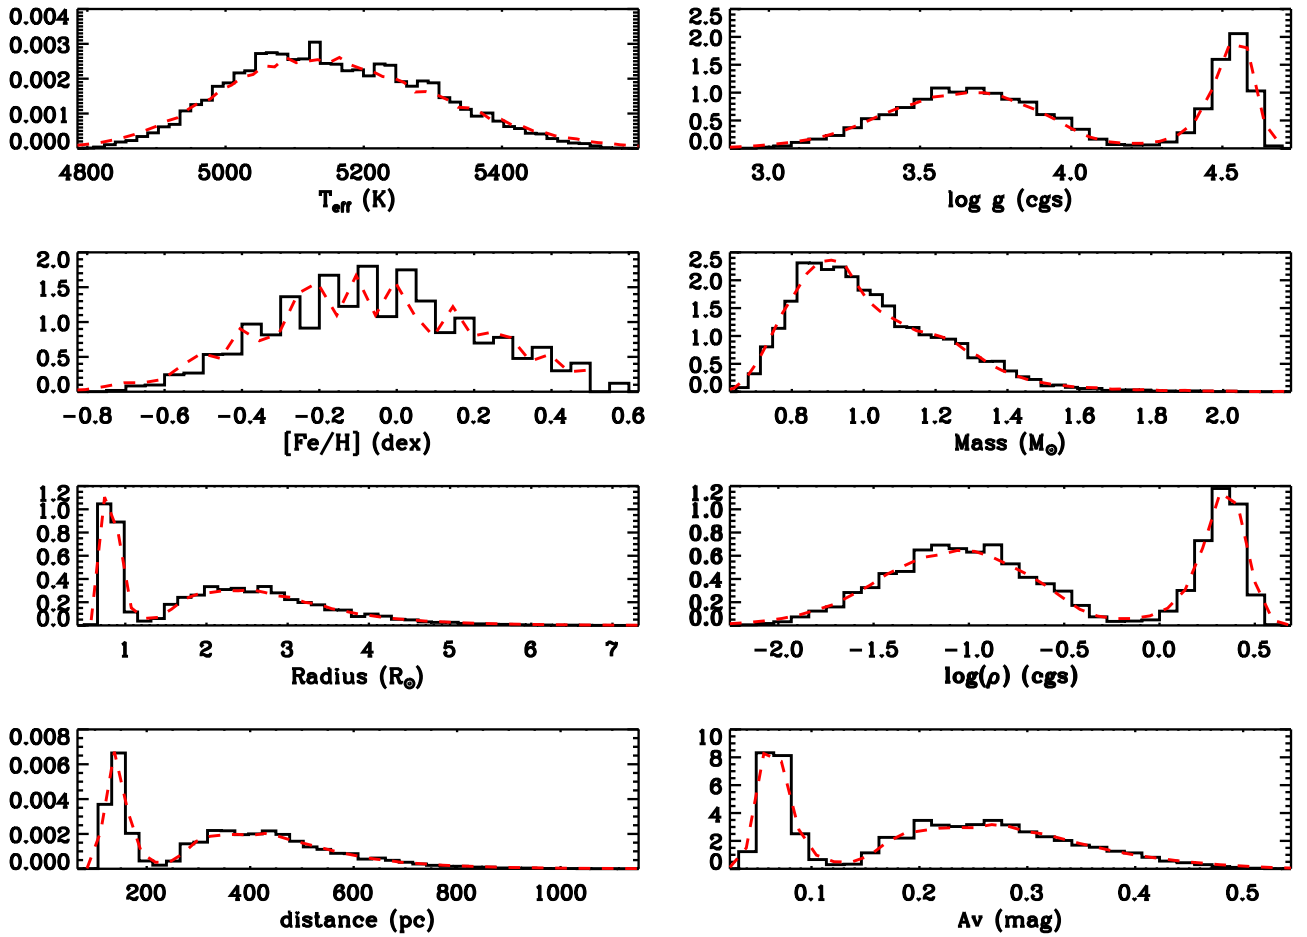 0.004
0.003
0.002
0.001
0.000
4800 5000 5200 5400
T_eff (K)
2.5
2.0
1.5
1.0
0.5
0.0
3.0 3.5 4.0 4.5
log g (cgs)
2.0
1.5
1.0
0.5
0.0
−0.8 −0.6 −0.4 −0.2 0.0 0.2 0.4 0.6
[Fe/H] (dex)
2.5
2.0
1.5
1.0
0.5
0.0
0.8 1.0 1.2 1.4 1.6 1.8 2.0
Mass (M⊙)
1.2
1.0
0.8
0.6
0.4
0.2
0.0
1 2 3 4 5 6 7
Radius (R⊙)
1.2
1.0
0.8
0.6
0.4
0.2
0.0
−2.0 −1.5 −1.0 −0.5 0.0 0.5
log(ρ) (cgs)
0.008
0.006
0.004
0.002
0.000
200 400 600 800 1000
distance (pc)
10
8
6
4
2
0
0.1 0.2 0.3 0.4 0.5
Av (mag)